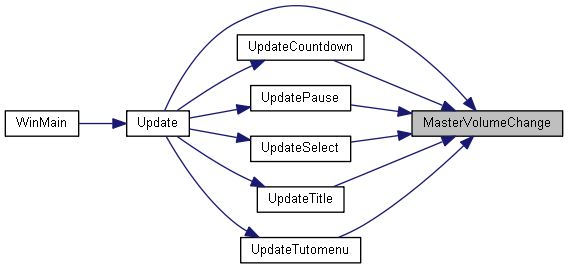 UpdateCountdown
UpdatePause
WinMain
Update
MasterVolumeChange
UpdateSelect
UpdateTitle
UpdateTutomenu